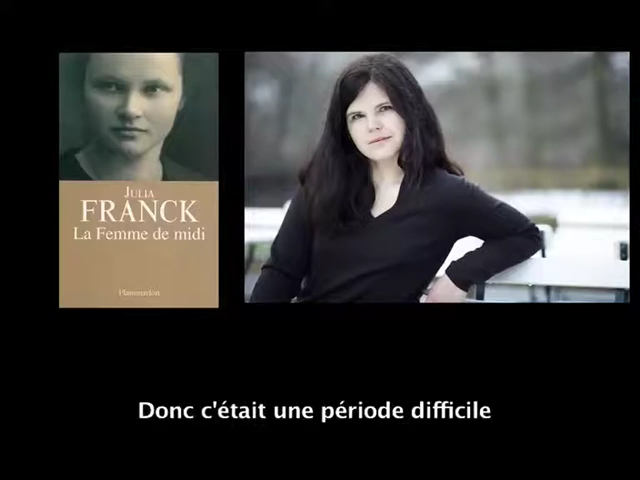 JULIA
FRANCK
La Femme de midi
Flammarion
Donc c'était une période difficile